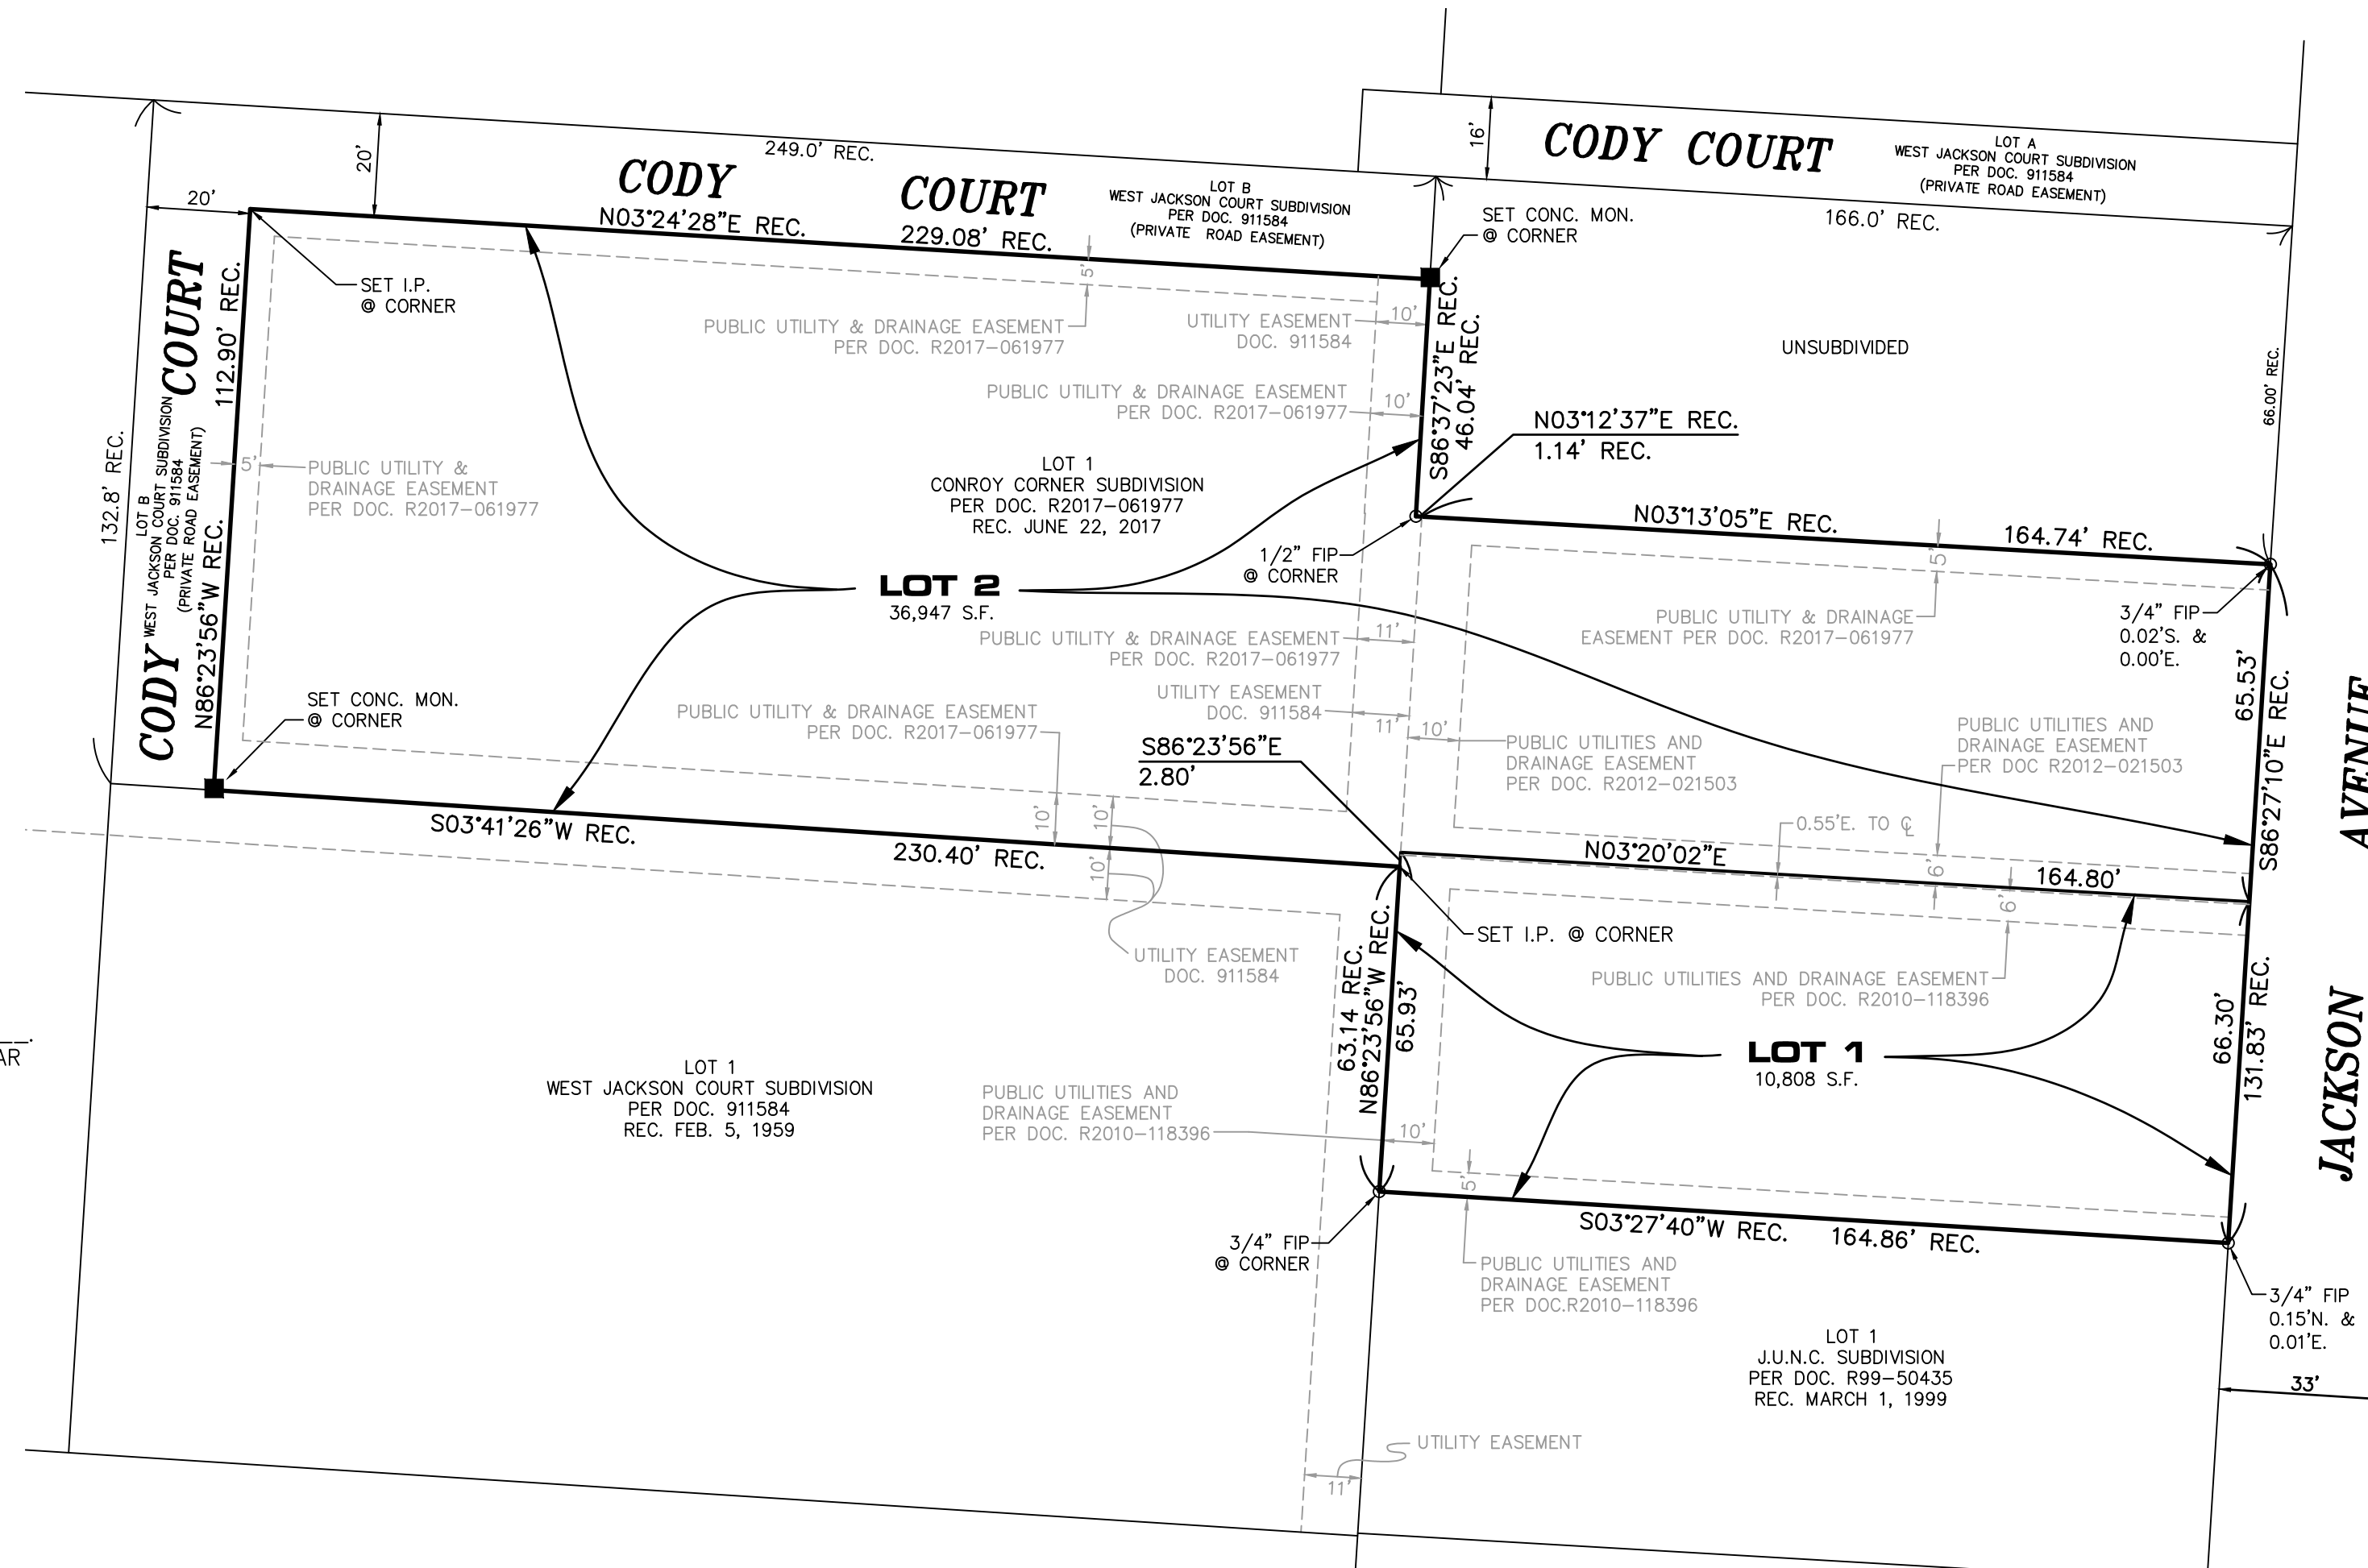 16'
CODY COURT
LOT A
WEST JACKSON COURT SUBDIVISION
PER DOC. 911584
(PRIVATE ROAD EASEMENT)
166.0' REC.
20'
249.0' REC.
CODY COURT
LOT B
WEST JACKSON COURT SUBDIVISION
PER DOC. 911584
(PRIVATE ROAD EASEMENT)
20'
N03°24'28"E REC.
229.08' REC.
SET CONC. MON.
@ CORNER
SET I.P.
@ CORNER
5'
PUBLIC UTILITY & DRAINAGE EASEMENT
PER DOC. R2017-061977
UTILITY EASEMENT
DOC. 911584
10'
S86°37'23"E REC.
46.04' REC.
UNSUBDIVIDED
66.00' REC.
PUBLIC UTILITY & DRAINAGE EASEMENT
PER DOC. R2017-061977
10'
N03°12'37"E REC.
1.14' REC.
132.8' REC.
CODY COURT
LOT B
WEST JACKSON COURT SUBDIVISION
PER DOC. 911584
(PRIVATE ROAD EASEMENT)
N86°23'56"W REC.
112.90' REC.
5'
PUBLIC UTILITY &
DRAINAGE EASEMENT
PER DOC. R2017-061977
LOT 1
CONROY CORNER SUBDIVISION
PER DOC. R2017-061977
REC. JUNE 22, 2017
1/2" FIP
@ CORNER
N03°13'05"E REC.
164.74' REC.
5'
LOT 2
36,947 S.F.
PUBLIC UTILITY & DRAINAGE
EASEMENT PER DOC. R2017-061977
3/4" FIP
0.02'S. &
0.00'E.
PUBLIC UTILITY & DRAINAGE EASEMENT
PER DOC. R2017-061977
11'
UTILITY EASEMENT
DOC. 911584
11'
10'
SET CONC. MON.
@ CORNER
PUBLIC UTILITY & DRAINAGE EASEMENT
PER DOC. R2017-061977
S86°23'56"E
2.80'
PUBLIC UTILITIES AND
DRAINAGE EASEMENT
PER DOC. R2012-021503
PUBLIC UTILITIES AND
DRAINAGE EASEMENT
PER DOC R2012-021503
65.53'
S86°27'10"E REC.
JACKSON AVENUE
S03°41'26"W REC.
230.40' REC.
10'
10'
10'
0.55'E. TO ℄
N03°20'02"E
164.80'
6'
6'
SET I.P. @ CORNER
UTILITY EASEMENT
DOC. 911584
PUBLIC UTILITIES AND DRAINAGE EASEMENT
PER DOC. R2010-118396
63.14 REC.
N86°23'56"W REC.
65.93'
66.30'
131.83' REC.
LOT 1
10,808 S.F.
__.
AR
LOT 1
WEST JACKSON COURT SUBDIVISION
PER DOC. 911584
REC. FEB. 5, 1959
PUBLIC UTILITIES AND
DRAINAGE EASEMENT
PER DOC. R2010-118396
10'
5'
S03°27'40"W REC.
164.86' REC.
3/4" FIP
@ CORNER
PUBLIC UTILITIES AND
DRAINAGE EASEMENT
PER DOC.R2010-118396
3/4" FIP
0.15'N. &
0.01'E.
LOT 1
J.U.N.C. SUBDIVISION
PER DOC. R99-50435
REC. MARCH 1, 1999
33'
UTILITY EASEMENT
11'